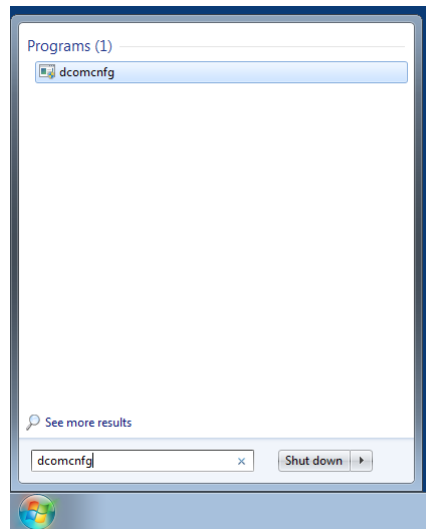 Programs (1)
dcomcnfg
See more results
dcomcnfg
Shut down